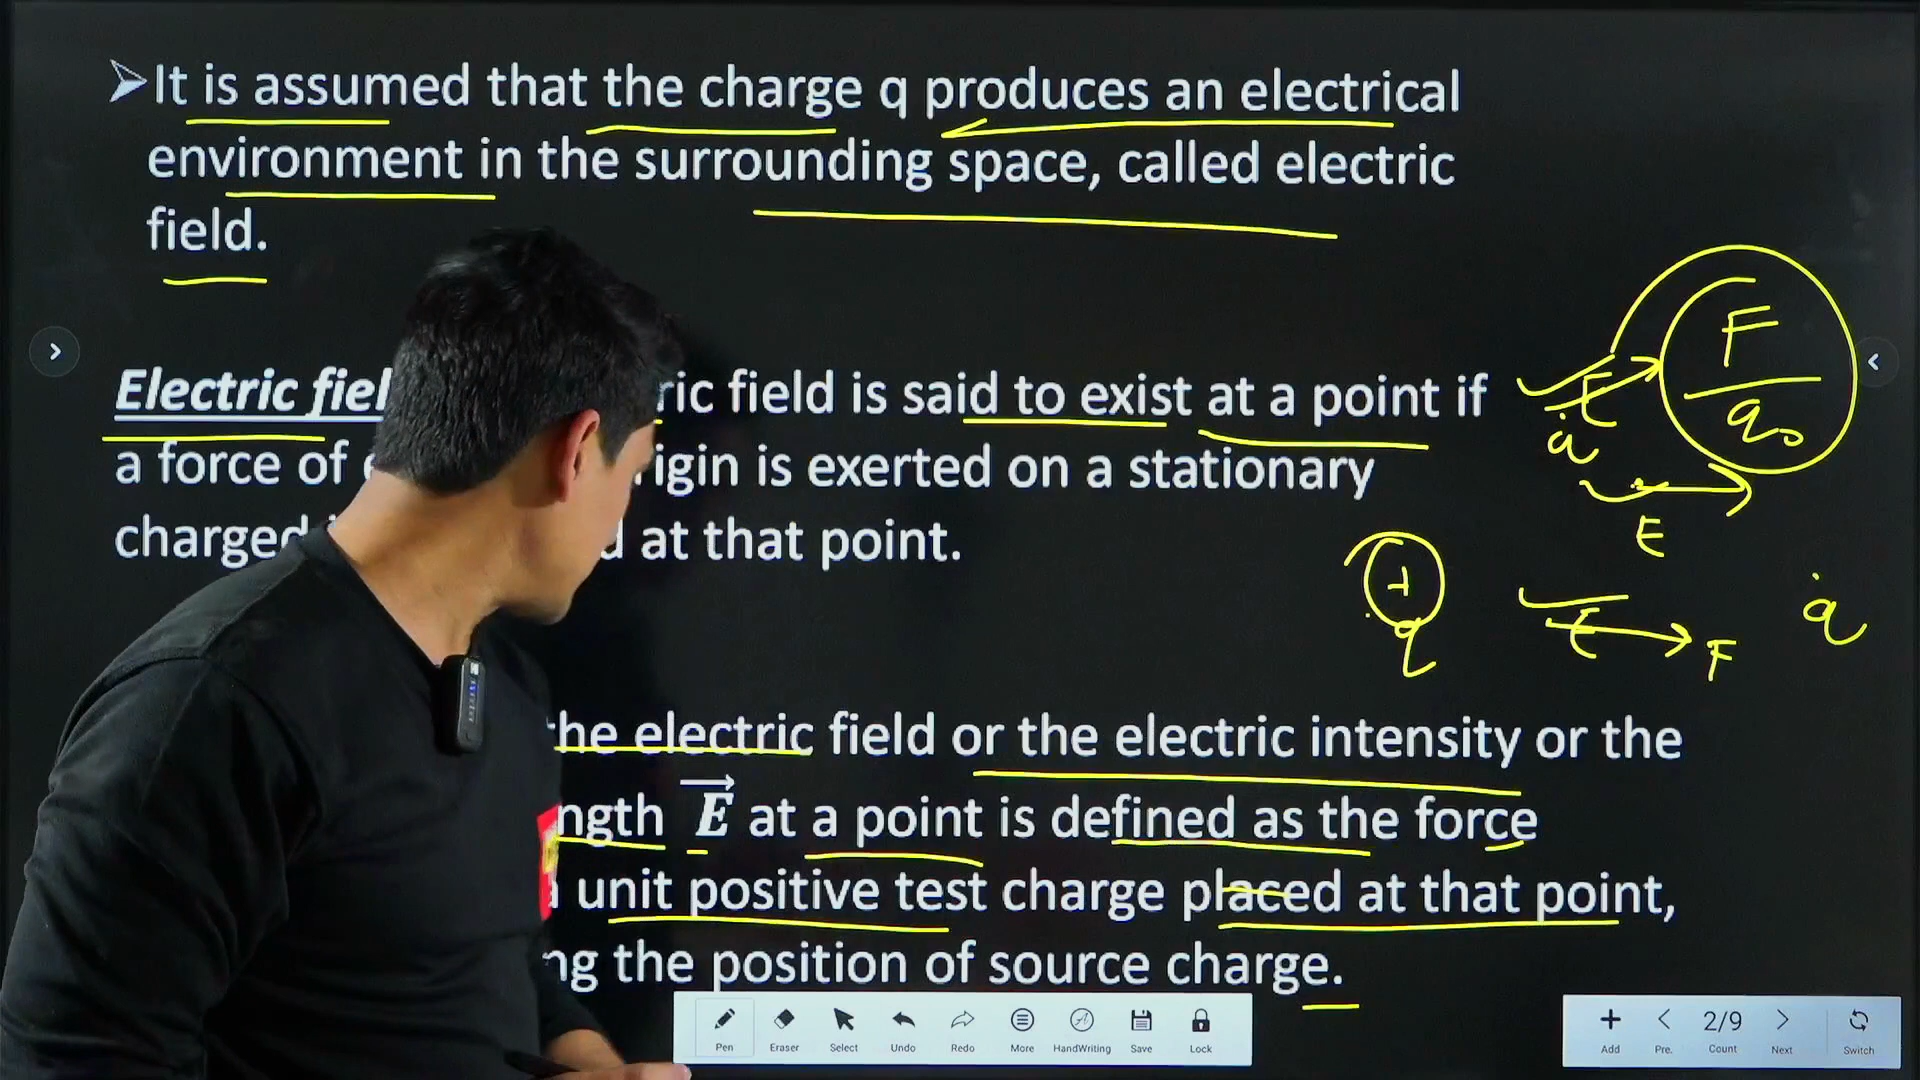 ➢It is assumed that the charge q produces an electrical
environment in the surrounding space, called electric
field.
Electric ric field is said to exist at a point if
a force of igin is exerted on a stationary
charged at that point.
F
E
q₀
E
+
q
E
F
the electric field or the electric intensity or the
ngth E at a point is defined as the force
unit positive test charge placed at that point,
ng the position of source charge.
Pen Eraser Select Undo Redo More HandWriting Save Lock
Add Pre. 2/9 Count Next Switch